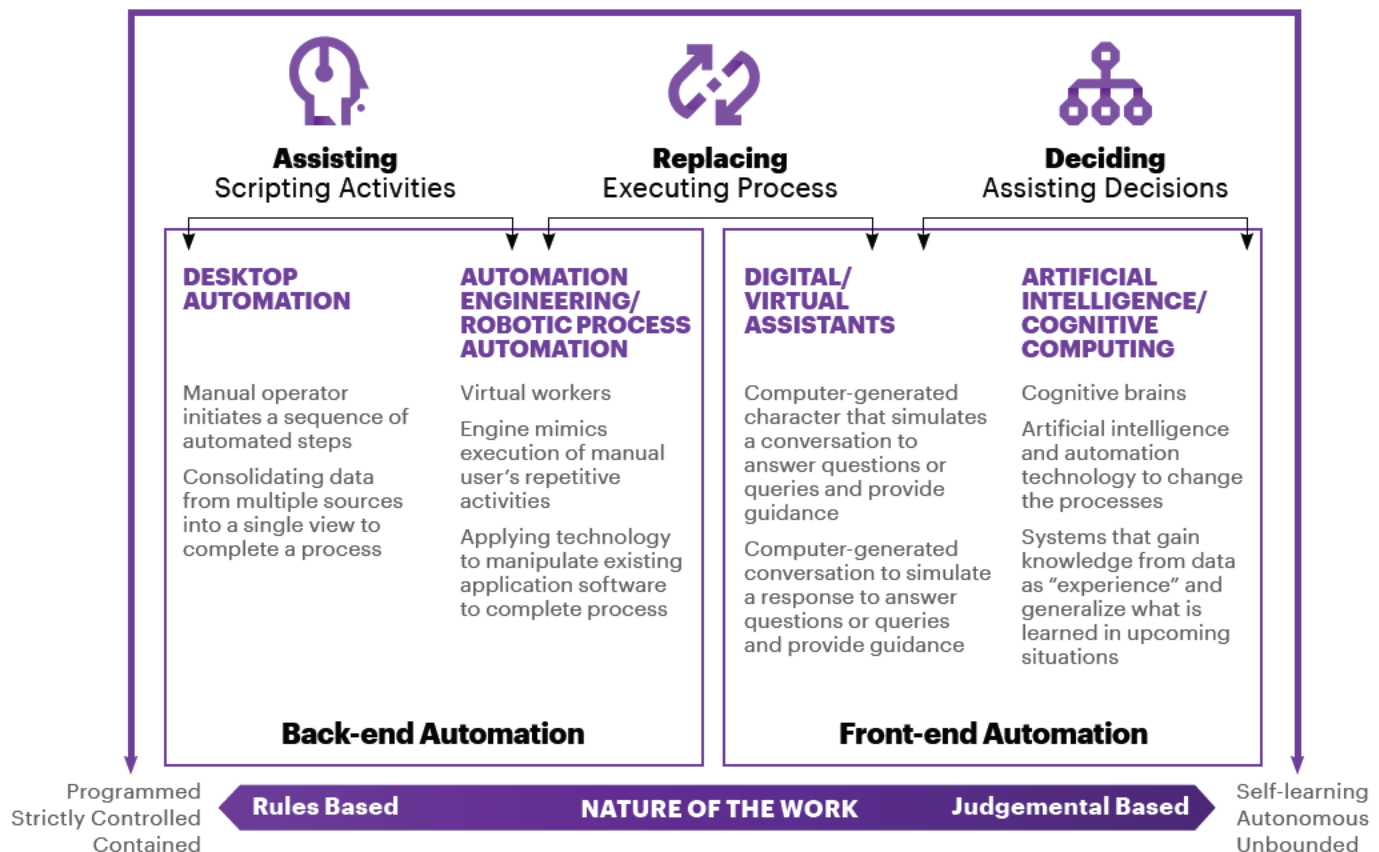 Assisting
Scripting Activities
Replacing
Executing Process
Deciding
Assisting Decisions
DESKTOP
AUTOMATION
Manual operator
initiates a sequence of
automated steps
Consolidating data
from multiple sources
into a single view to
complete a process
AUTOMATION
ENGINEERING/
ROBOTIC PROCESS
AUTOMATION
Virtual workers
Engine mimics
execution of manual
user’s repetitive
activities
Applying technology
to manipulate existing
application software
to complete process
Back-end Automation
DIGITAL/
VIRTUAL
ASSISTANTS
Computer-generated
character that simulates
a conversation to
answer questions or
queries and provide
guidance
Computer-generated
conversation to simulate
a response to answer
questions or queries
and provide guidance
ARTIFICIAL
INTELLIGENCE/
COGNITIVE
COMPUTING
Cognitive brains
Artificial intelligence
and automation
technology to change
the processes
Systems that gain
knowledge from data
as “experience” and
generalize what is
learned in upcoming
situations
Front-end Automation
Programmed
Strictly Controlled
Contained
Rules Based
NATURE OF THE WORK
Judgemental Based
Self-learning
Autonomous
Unbounded